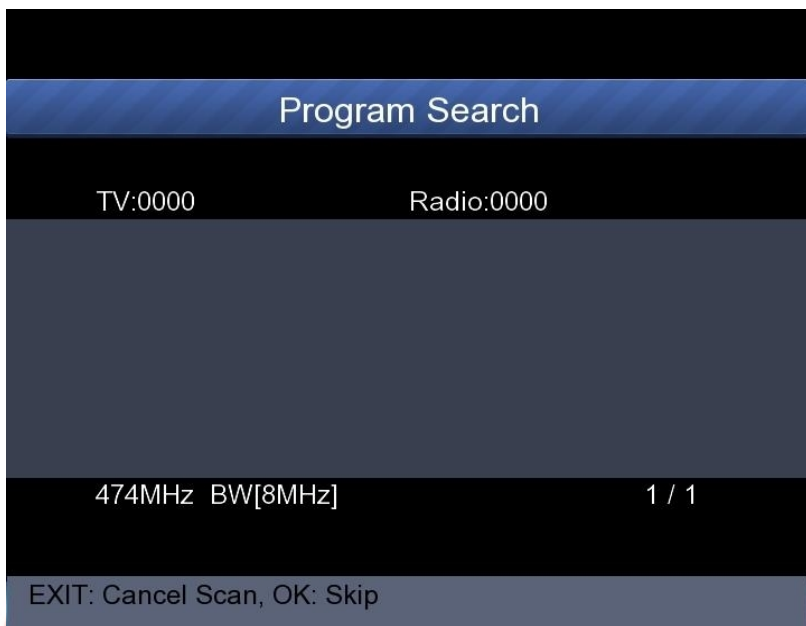 Program Search
TV:0000 Radio:0000
474MHz BW[8MHz] 1 / 1
EXIT: Cancel Scan, OK: Skip